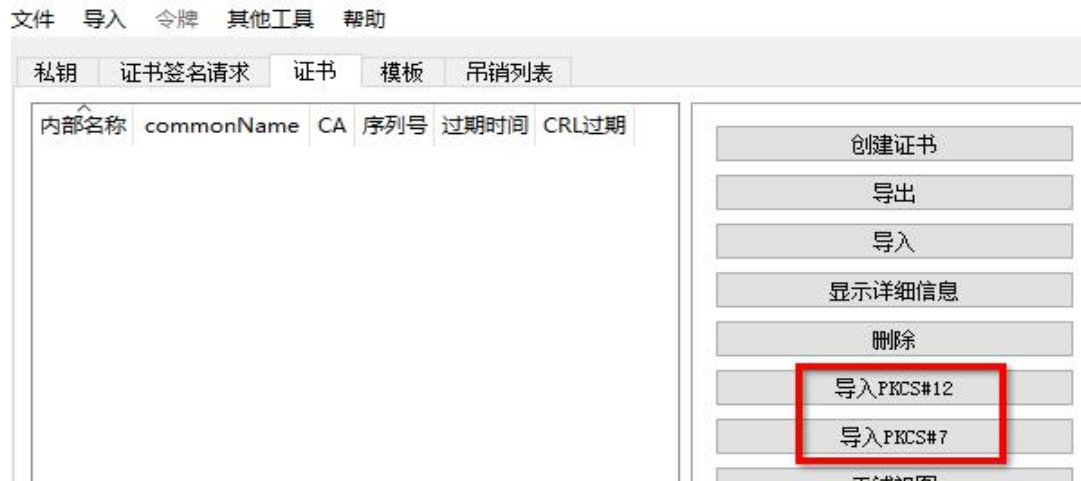 文件 导入 令牌 其他工具 帮助
私钥 证书签名请求 证书 模板 吊销列表
内部名称 commonName CA 序列号 过期时间 CRL过期
创建证书
导出
导入
显示详细信息
删除
导入PKCS#12
导入PKCS#7